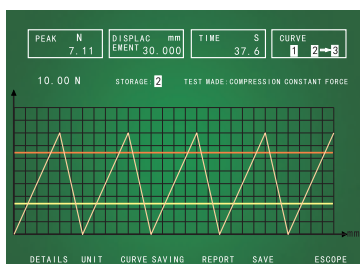 PEAK N
7.11
DISPLAC mm
EMENT 30.000
TIME S
37.6
CURVE
1 2→3
10.00 N STORAGE: 2 TEST MADE: COMPRESSION CONSTANT FORCE
mm
DETAILS UNIT CURVE SAVING REPORT SAVE ESCOPE